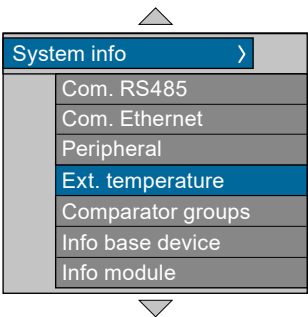 System info
Com. RS485
Com. Ethernet
Peripheral
Ext. temperature
Comparator groups
Info base device
Info module